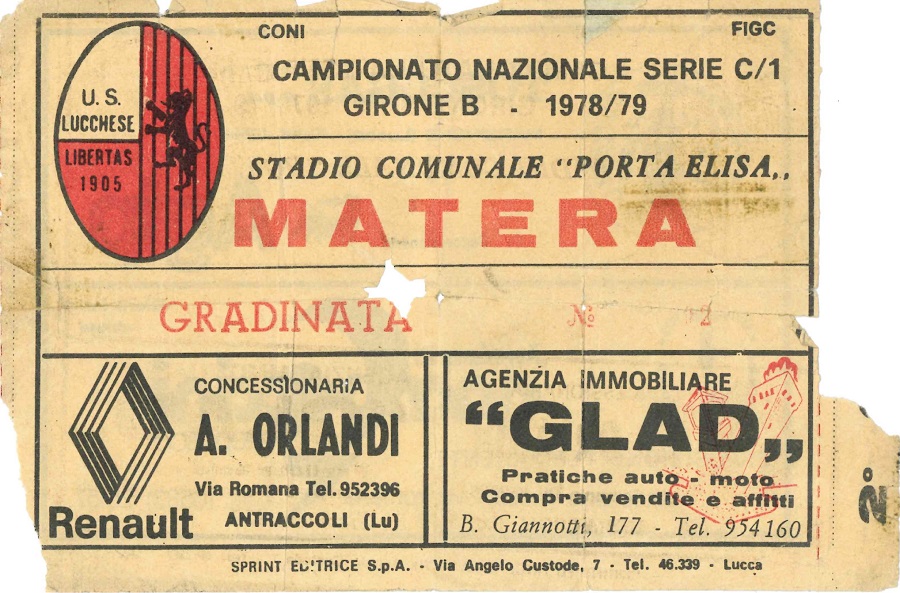 CONI
FIGC
CAMPIONATO NAZIONALE SERIE C/1
GIRONE B - 1978/79
U. S.
LUCCHESE
LIBERTAS
1905
STADIO COMUNALE "PORTA ELISA„
MATERA
GRADINATA
Nº 2
CONCESSIONARIA
A. ORLANDI
Via Romana Tel. 952396
ANTRACCOLI (Lu)
Renault
AGENZIA IMMOBILIARE
"GLAD„
Pratiche auto - moto
Compra vendite e affitti
B. Giannotti, 177 - Tel. 954160
2º
SPRINT EDITRICE S.p.A. - Via Angelo Custode, 7 - Tel. 46.339 - Lucca